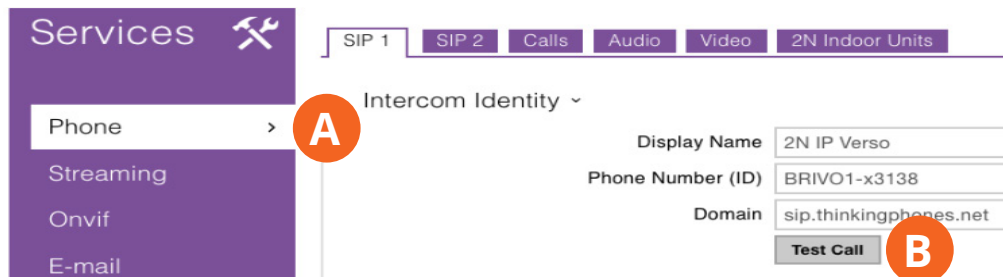 Services
SIP 1 SIP 2 Calls Audio Video 2N Indoor Units
Intercom Identity
Phone A
Display Name 2N IP Verso
Streaming
Phone Number (ID) BRIVO1-x3138
Onvif
Domain sip.thinkingphones.net
Test Call B
E-mail